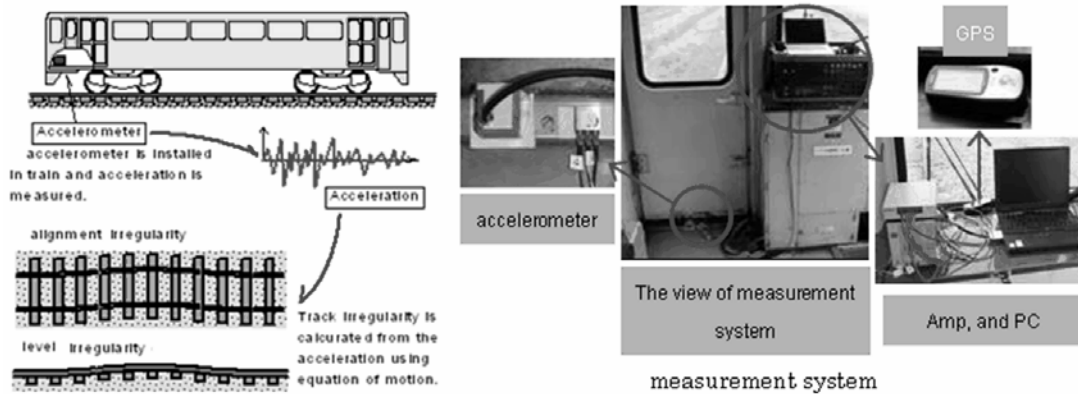 Accelerometer
accelerometer is installed
in train and acceleration is
measured.
Acceleration
alignment irregularity
Track irregularity is
calcurated from the
acceleration using
equation of motion.
level irregularity
accelerometer
The view of measurement
system
GPS
Amp, and PC
measurement system